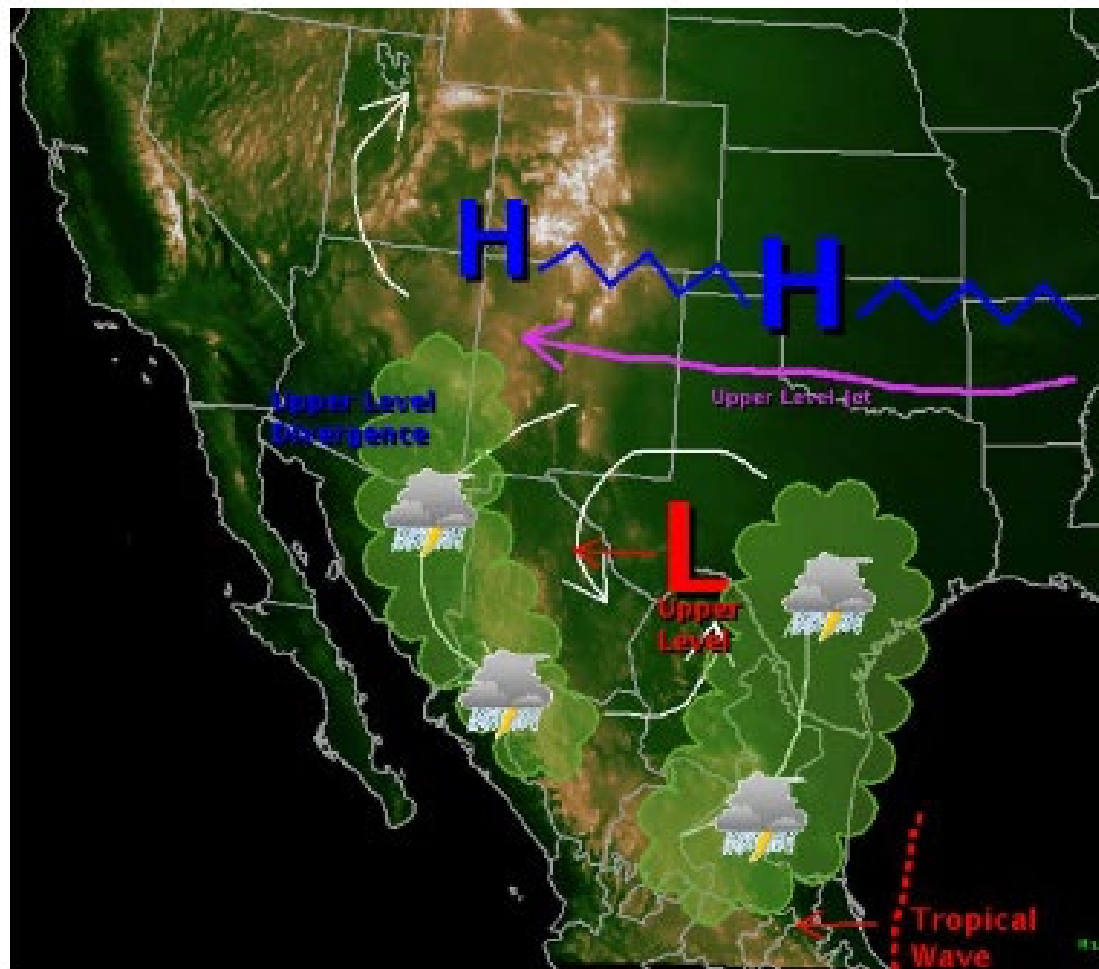 H
H
Upper Level Jet
Upper Level
Divergence
L
Upper
Level
Tropical
Wave